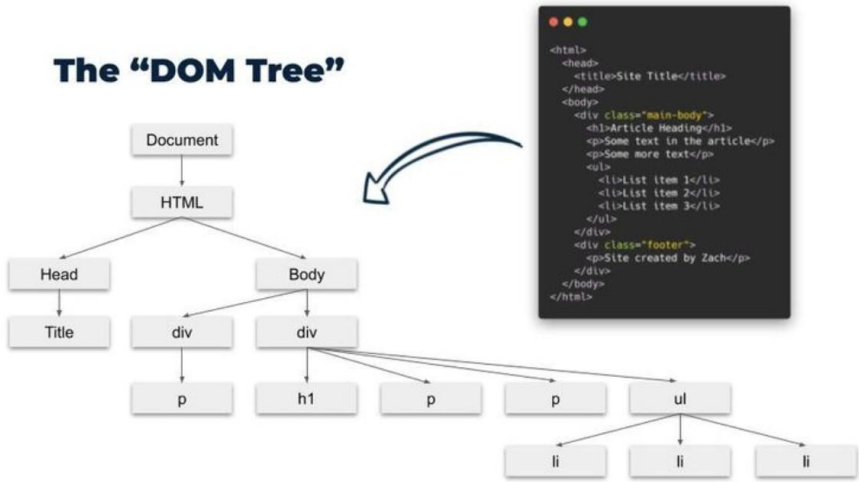 The “DOM Tree”
Document
HTML
Head Body
Title div div
p h1 p p ul
li li li
<html>
<head>
<title>Site Title</title>
</head>
<body>
<div class="main-body">
<h1>Article Heading</h1>
<p>Some text in the article</p>
<p>Some more text</p>
<ul>
<li>List item 1</li>
<li>List item 2</li>
<li>List item 3</li>
</ul>
</div>
<div class="footer">
<p>Site created by Zach</p>
</div>
</body>
</html>